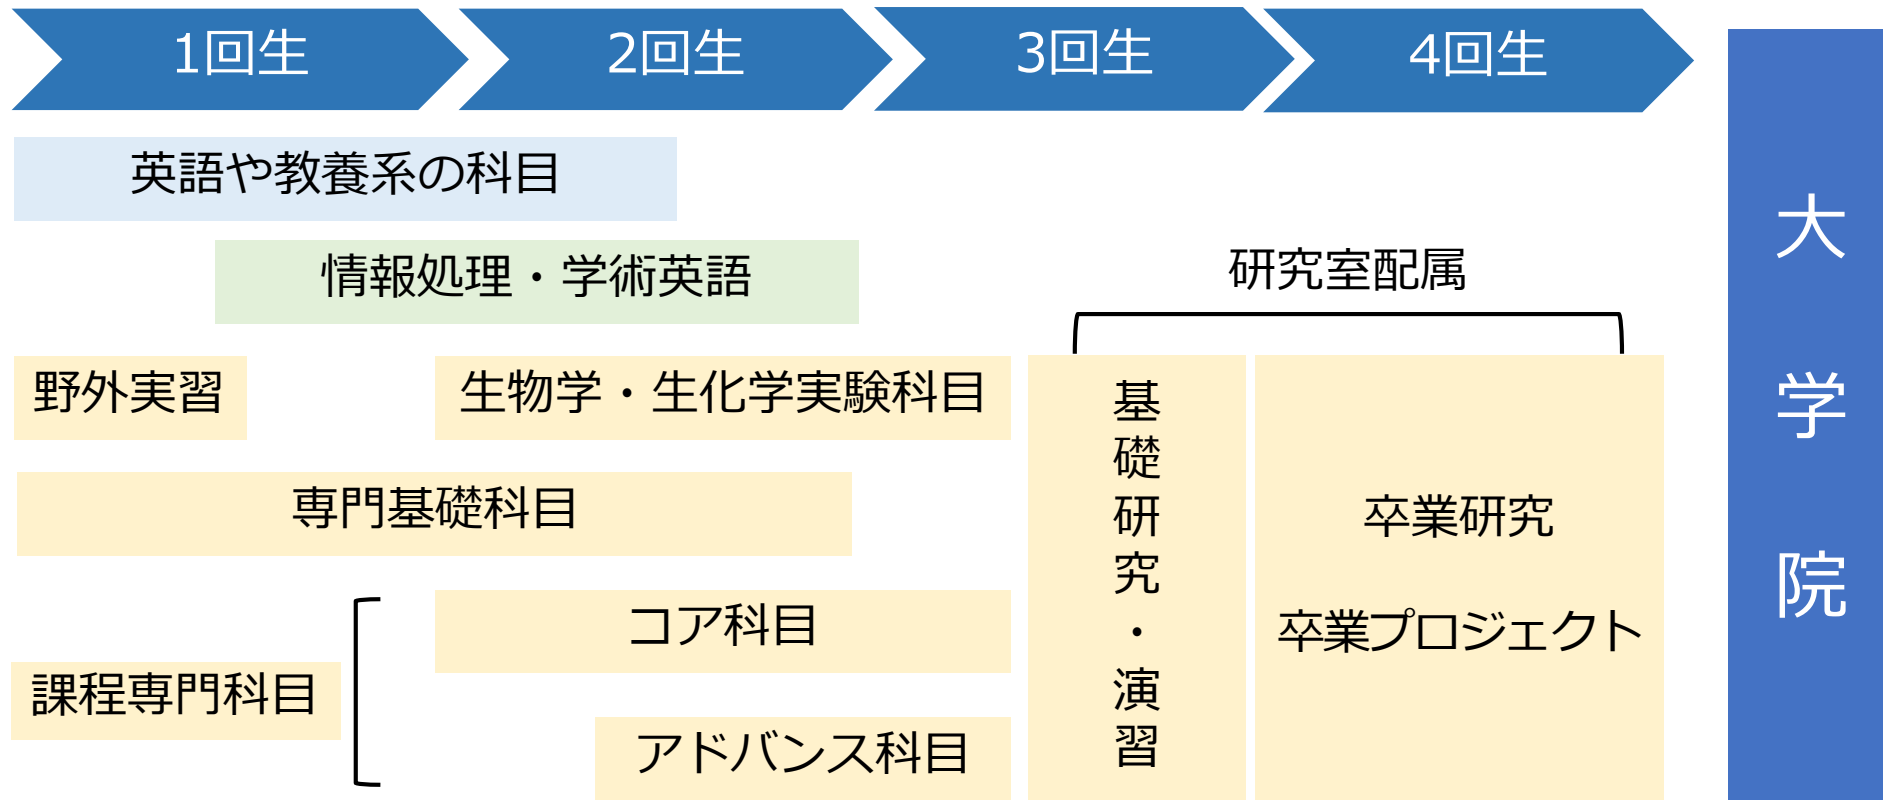 1回生
2回生
3回生
4回生
英語や教養系の科目
情報処理・学術英語
研究室配属
野外実習
生物学・生化学実験科目
専門基礎科目
課程専門科目
コア科目
アドバンス科目
基礎研究・演習
卒業研究
卒業プロジェクト
大学院